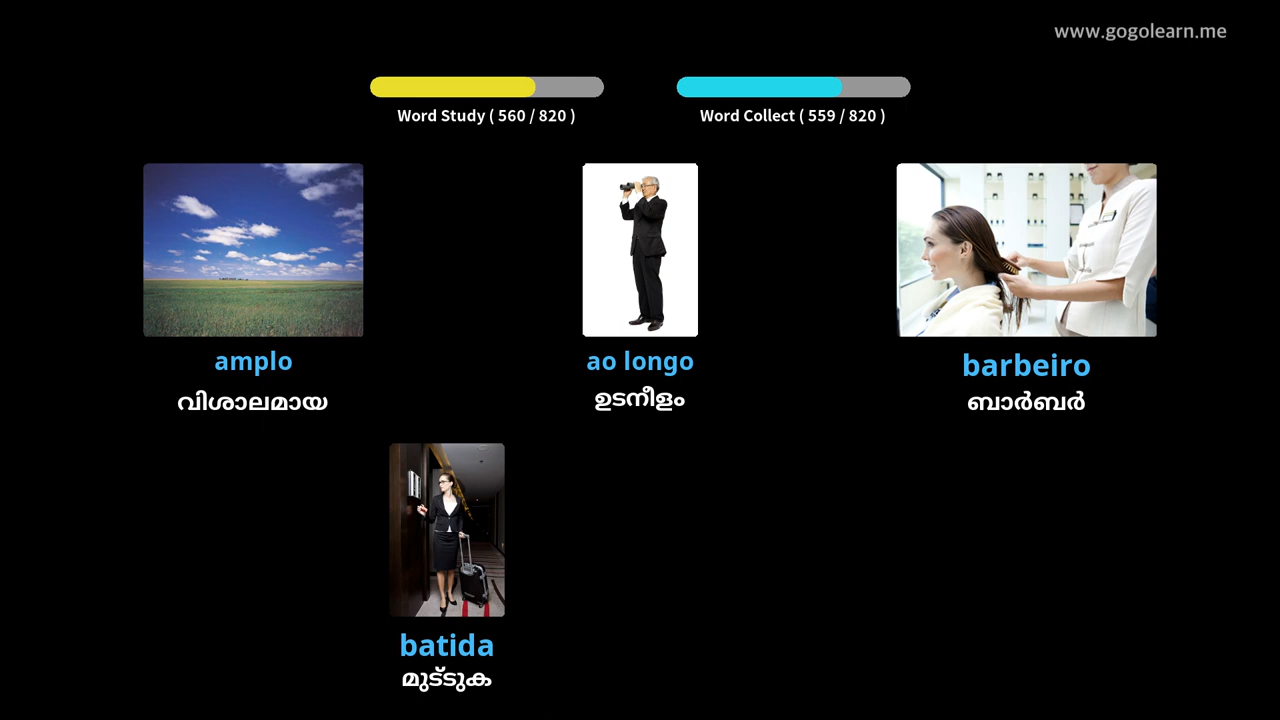 www.gogolearn.me
Word Study ( 560 / 820 )
Word Collect ( 559 / 820 )
amplo
വിശാലമായ
ao longo
ഉടനീളം
barbeiro
ബാർബർ
batida
മുട്ടുക